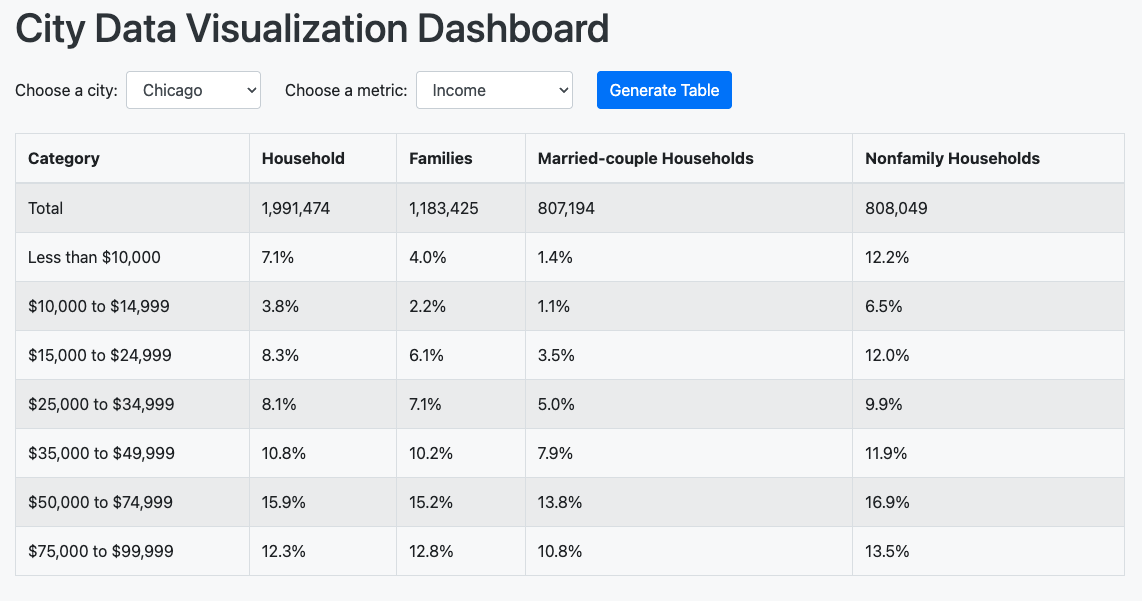 City Data Visualization Dashboard
Choose a city: Chicago Choose a metric: Income Generate Table
Category Household Families Married-couple Households Nonfamily Households
Total 1,991,474 1,183,425 807,194 808,049
Less than $10,000 7.1% 4.0% 1.4% 12.2%
$10,000 to $14,999 3.8% 2.2% 1.1% 6.5%
$15,000 to $24,999 8.3% 6.1% 3.5% 12.0%
$25,000 to $34,999 8.1% 7.1% 5.0% 9.9%
$35,000 to $49,999 10.8% 10.2% 7.9% 11.9%
$50,000 to $74,999 15.9% 15.2% 13.8% 16.9%
$75,000 to $99,999 12.3% 12.8% 10.8% 13.5%